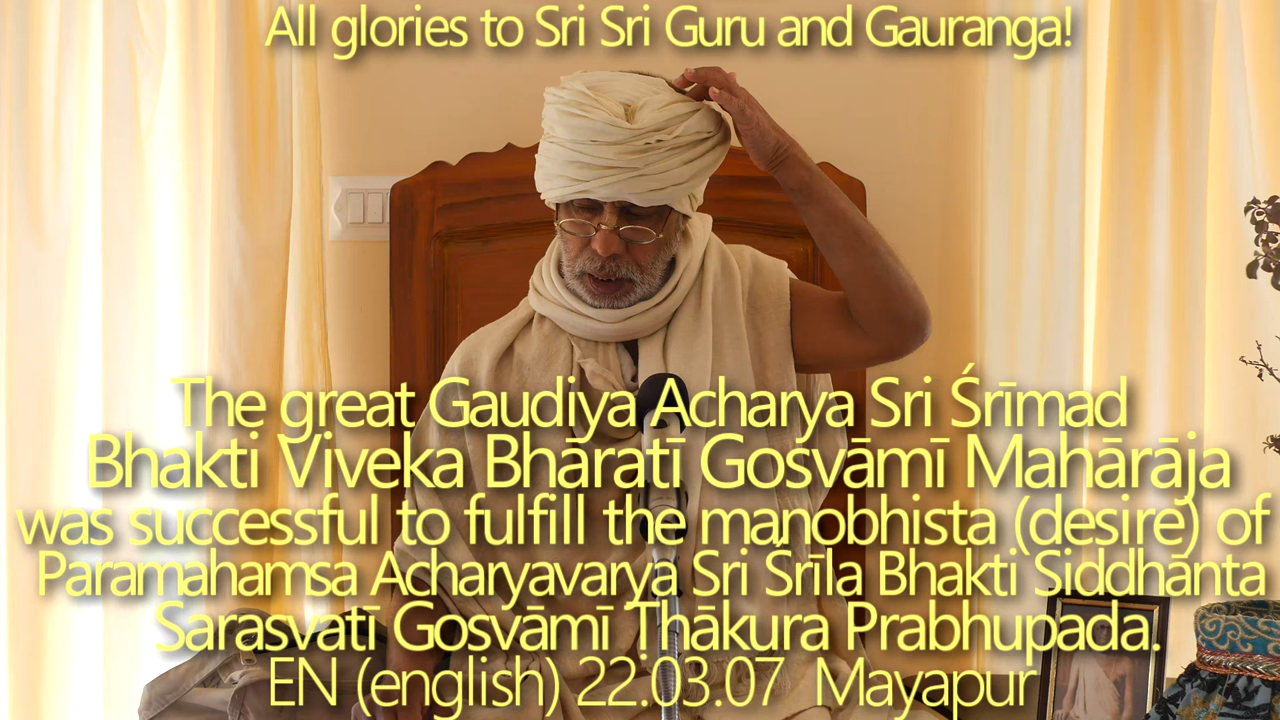 All glories to Sri Sri Guru and Gauranga!
The great Gaudiya Acharya Sri Śrīmad
Bhakti Viveka Bhāratī Gosvāmī Mahārāja
was successful to fulfill the manobhista (desire) of
Paramahamsa Acharyavarya Sri Śrīla Bhakti Siddhānta
Sarasvatī Gosvāmī Ṭhākura Prabhupada.
EN (english) 22.03.07 Mayapur